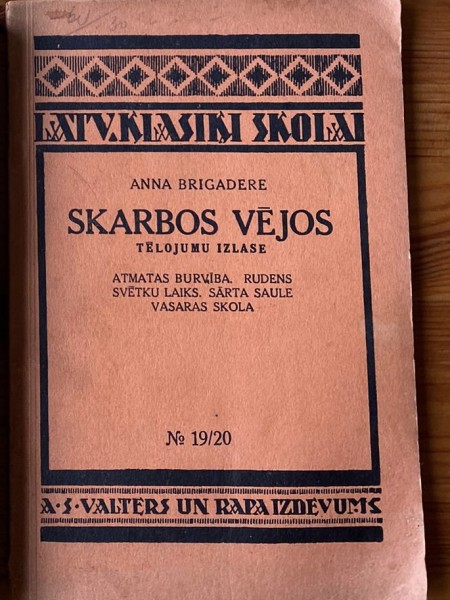 LATV. KLASIĶI SKOLAI
ANNA BRIGADERE
SKARBOS VĒJOS
TĒLOJUMU IZLASE
ATMATAS BURVĪBA. RUDENS
SVĒTKU LAIKS. SĀRTA SAULE
VASARAS SKOLA
№ 19/20
A. S. VALTERS UN RAPA IZDEVUMS